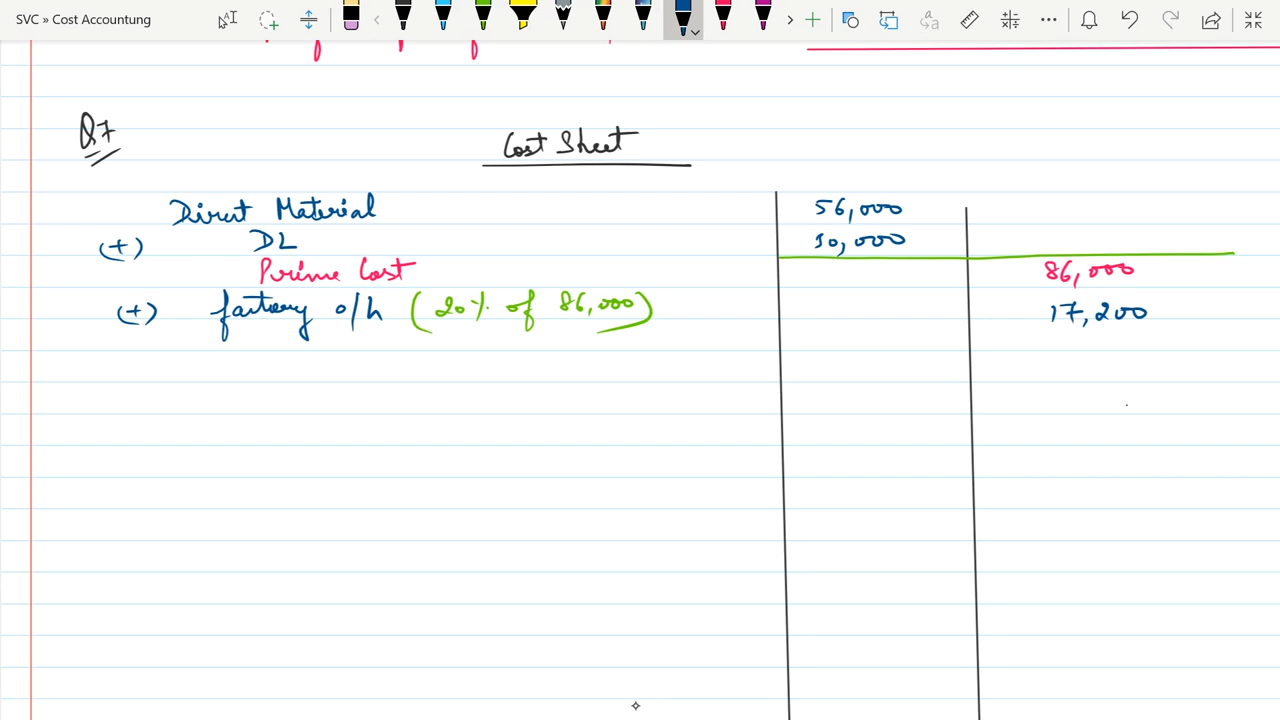 SVC » Cost Accountung
Q7
Cost Sheet
Direct Material 56,000
(+) DL 30,000
Prime Cost 86,000
(+) factory o/h (20% of 86,000) 17,200